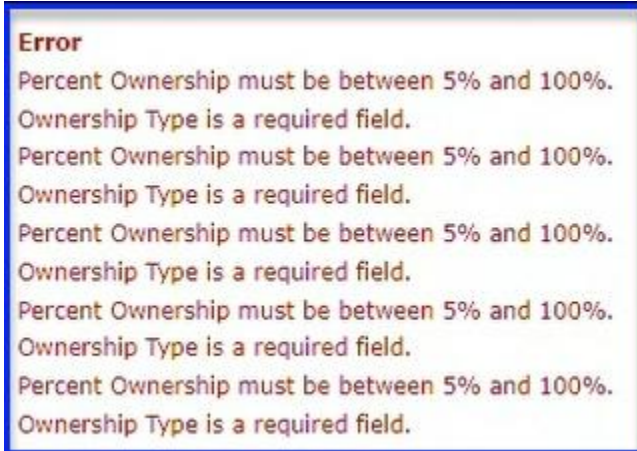 Error
Percent Ownership must be between 5% and 100%.
Ownership Type is a required field.
Percent Ownership must be between 5% and 100%.
Ownership Type is a required field.
Percent Ownership must be between 5% and 100%.
Ownership Type is a required field.
Percent Ownership must be between 5% and 100%.
Ownership Type is a required field.
Percent Ownership must be between 5% and 100%.
Ownership Type is a required field.